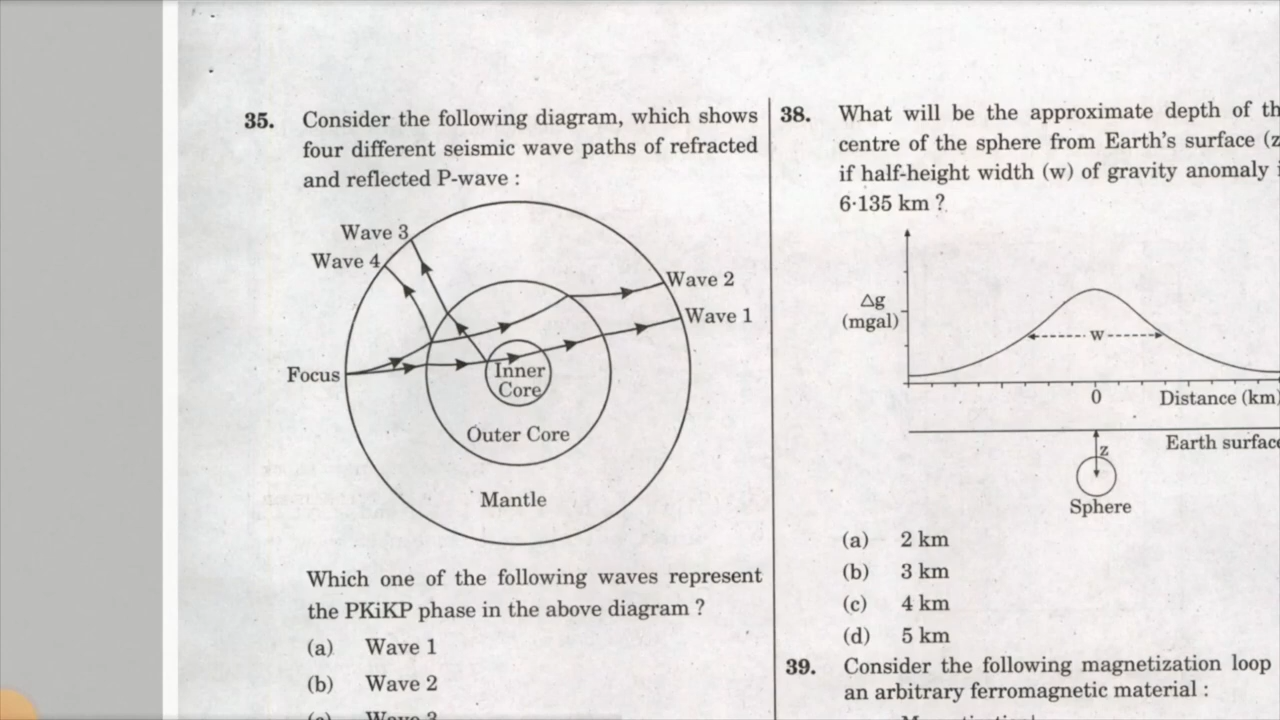 35. Consider the following diagram, which shows
four different seismic wave paths of refracted
and reflected P-wave :
Wave 3
Wave 4
Wave 2
Wave 1
Focus
Inner
Core
Outer Core
Mantle
Which one of the following waves represent
the PKiKP phase in the above diagram ?
(a) Wave 1
(b) Wave 2
38. What will be the approximate depth of
centre of the sphere from Earth's surface (z
if half-height width (w) of gravity anomaly
6·135 km ?
Δg
(mgal)
w
0
Distance (km)
Earth
z
Sphere
(a) 2 km
(b) 3 km
(c) 4 km
(d) 5 km
39. Consider the following magnetization loop
an arbitrary ferromagnetic material :